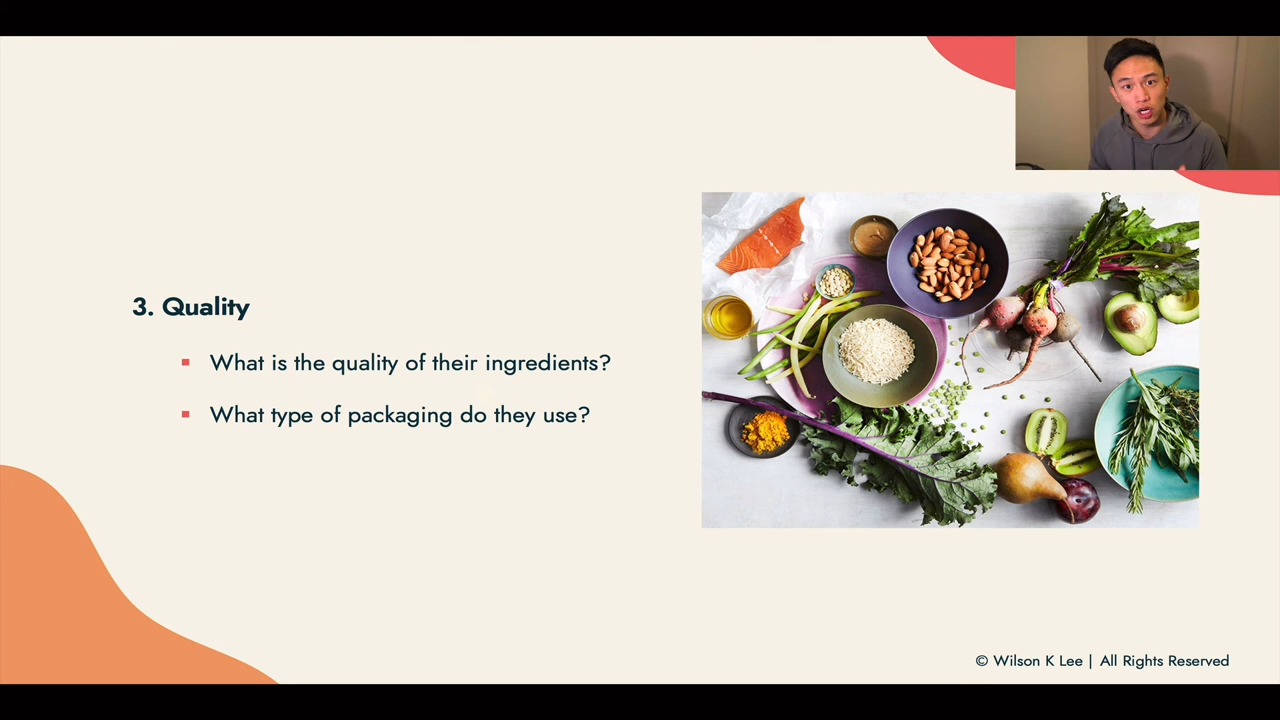 3. Quality
What is the quality of their ingredients?
What type of packaging do they use?
© Wilson K Lee | All Rights Reserved